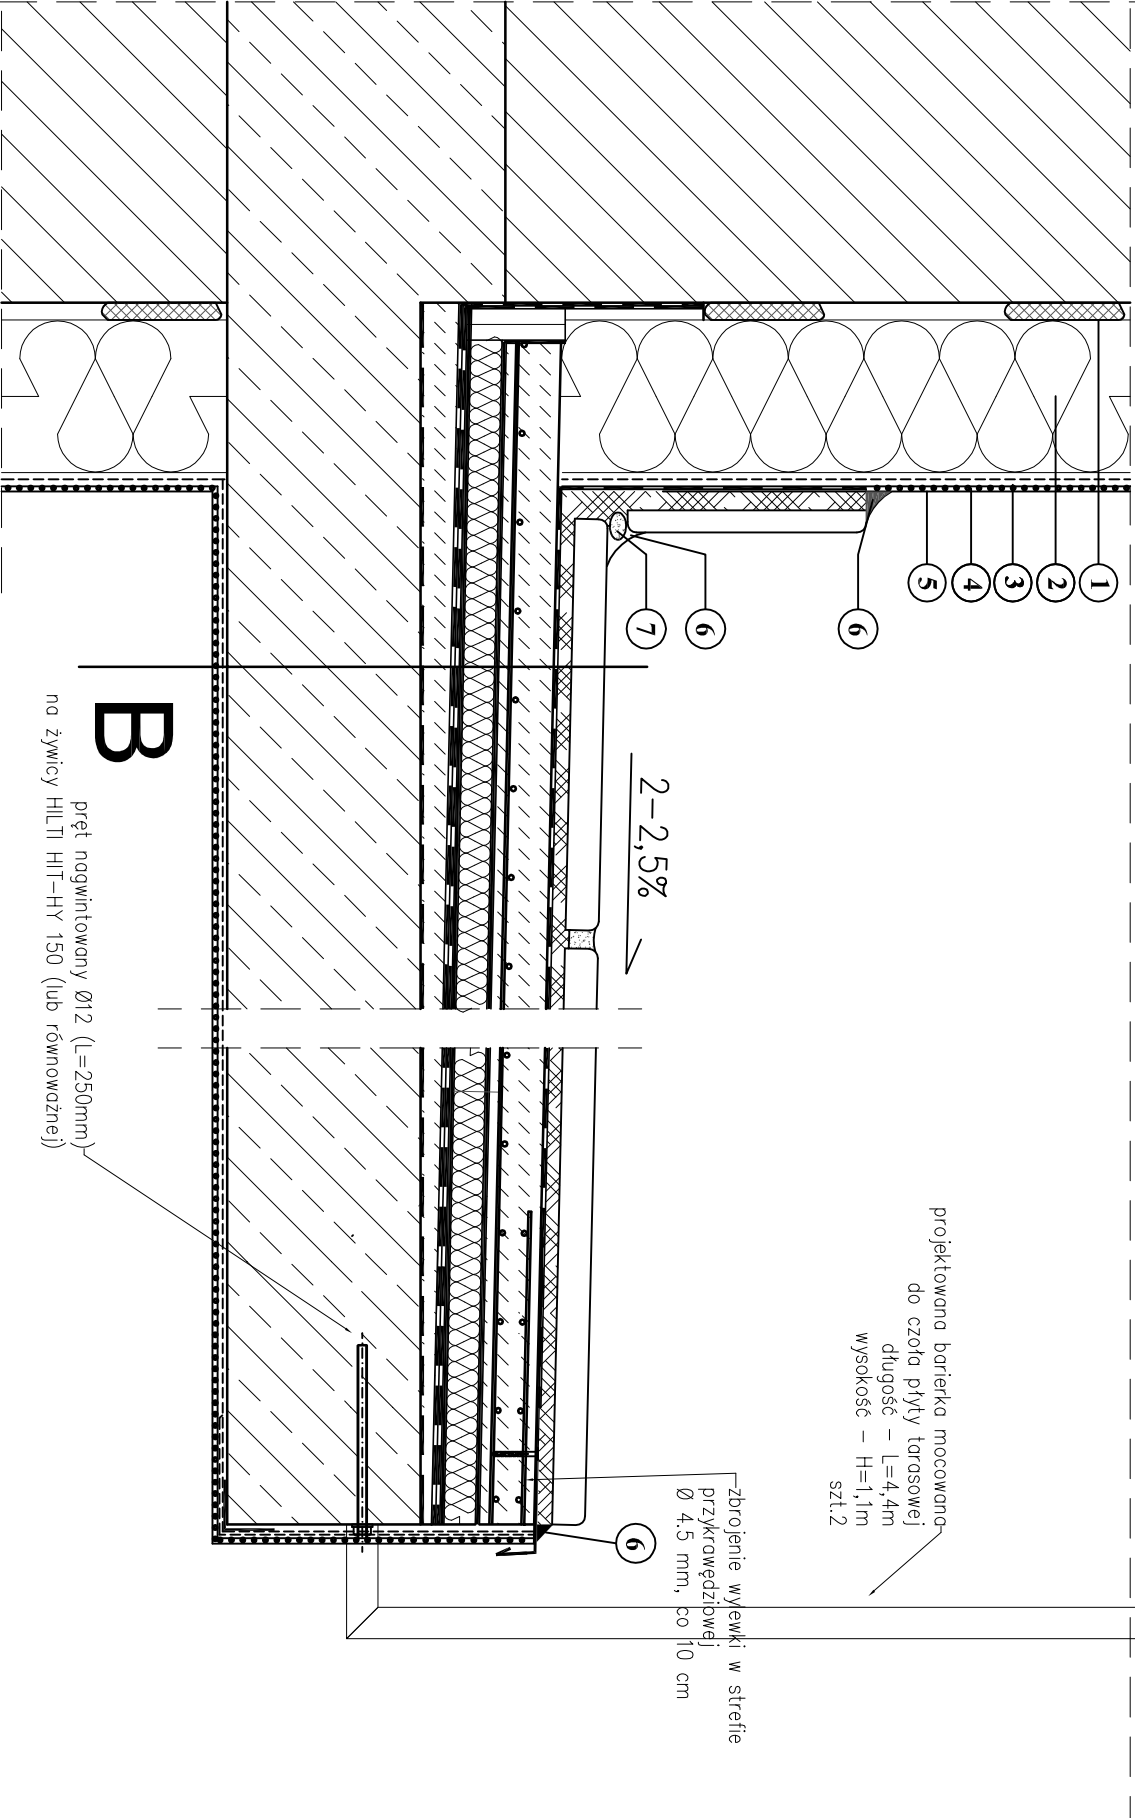 1
2
3
4
5
6
6
7
2-2,5%
B
pręt nagwintowany Ø12 (L=250mm)
na żywicy HILTI HIT-HY 150 (lub równoważnej)
projektowana barierka mocowana
do czoła płyty tarasowej
długość - L=4,4m
wysokość - H=1,1m
szt.2
zbrojenie wylewki w strefie
przykrawędziowej
Ø 4.5 mm, co 10 cm
6